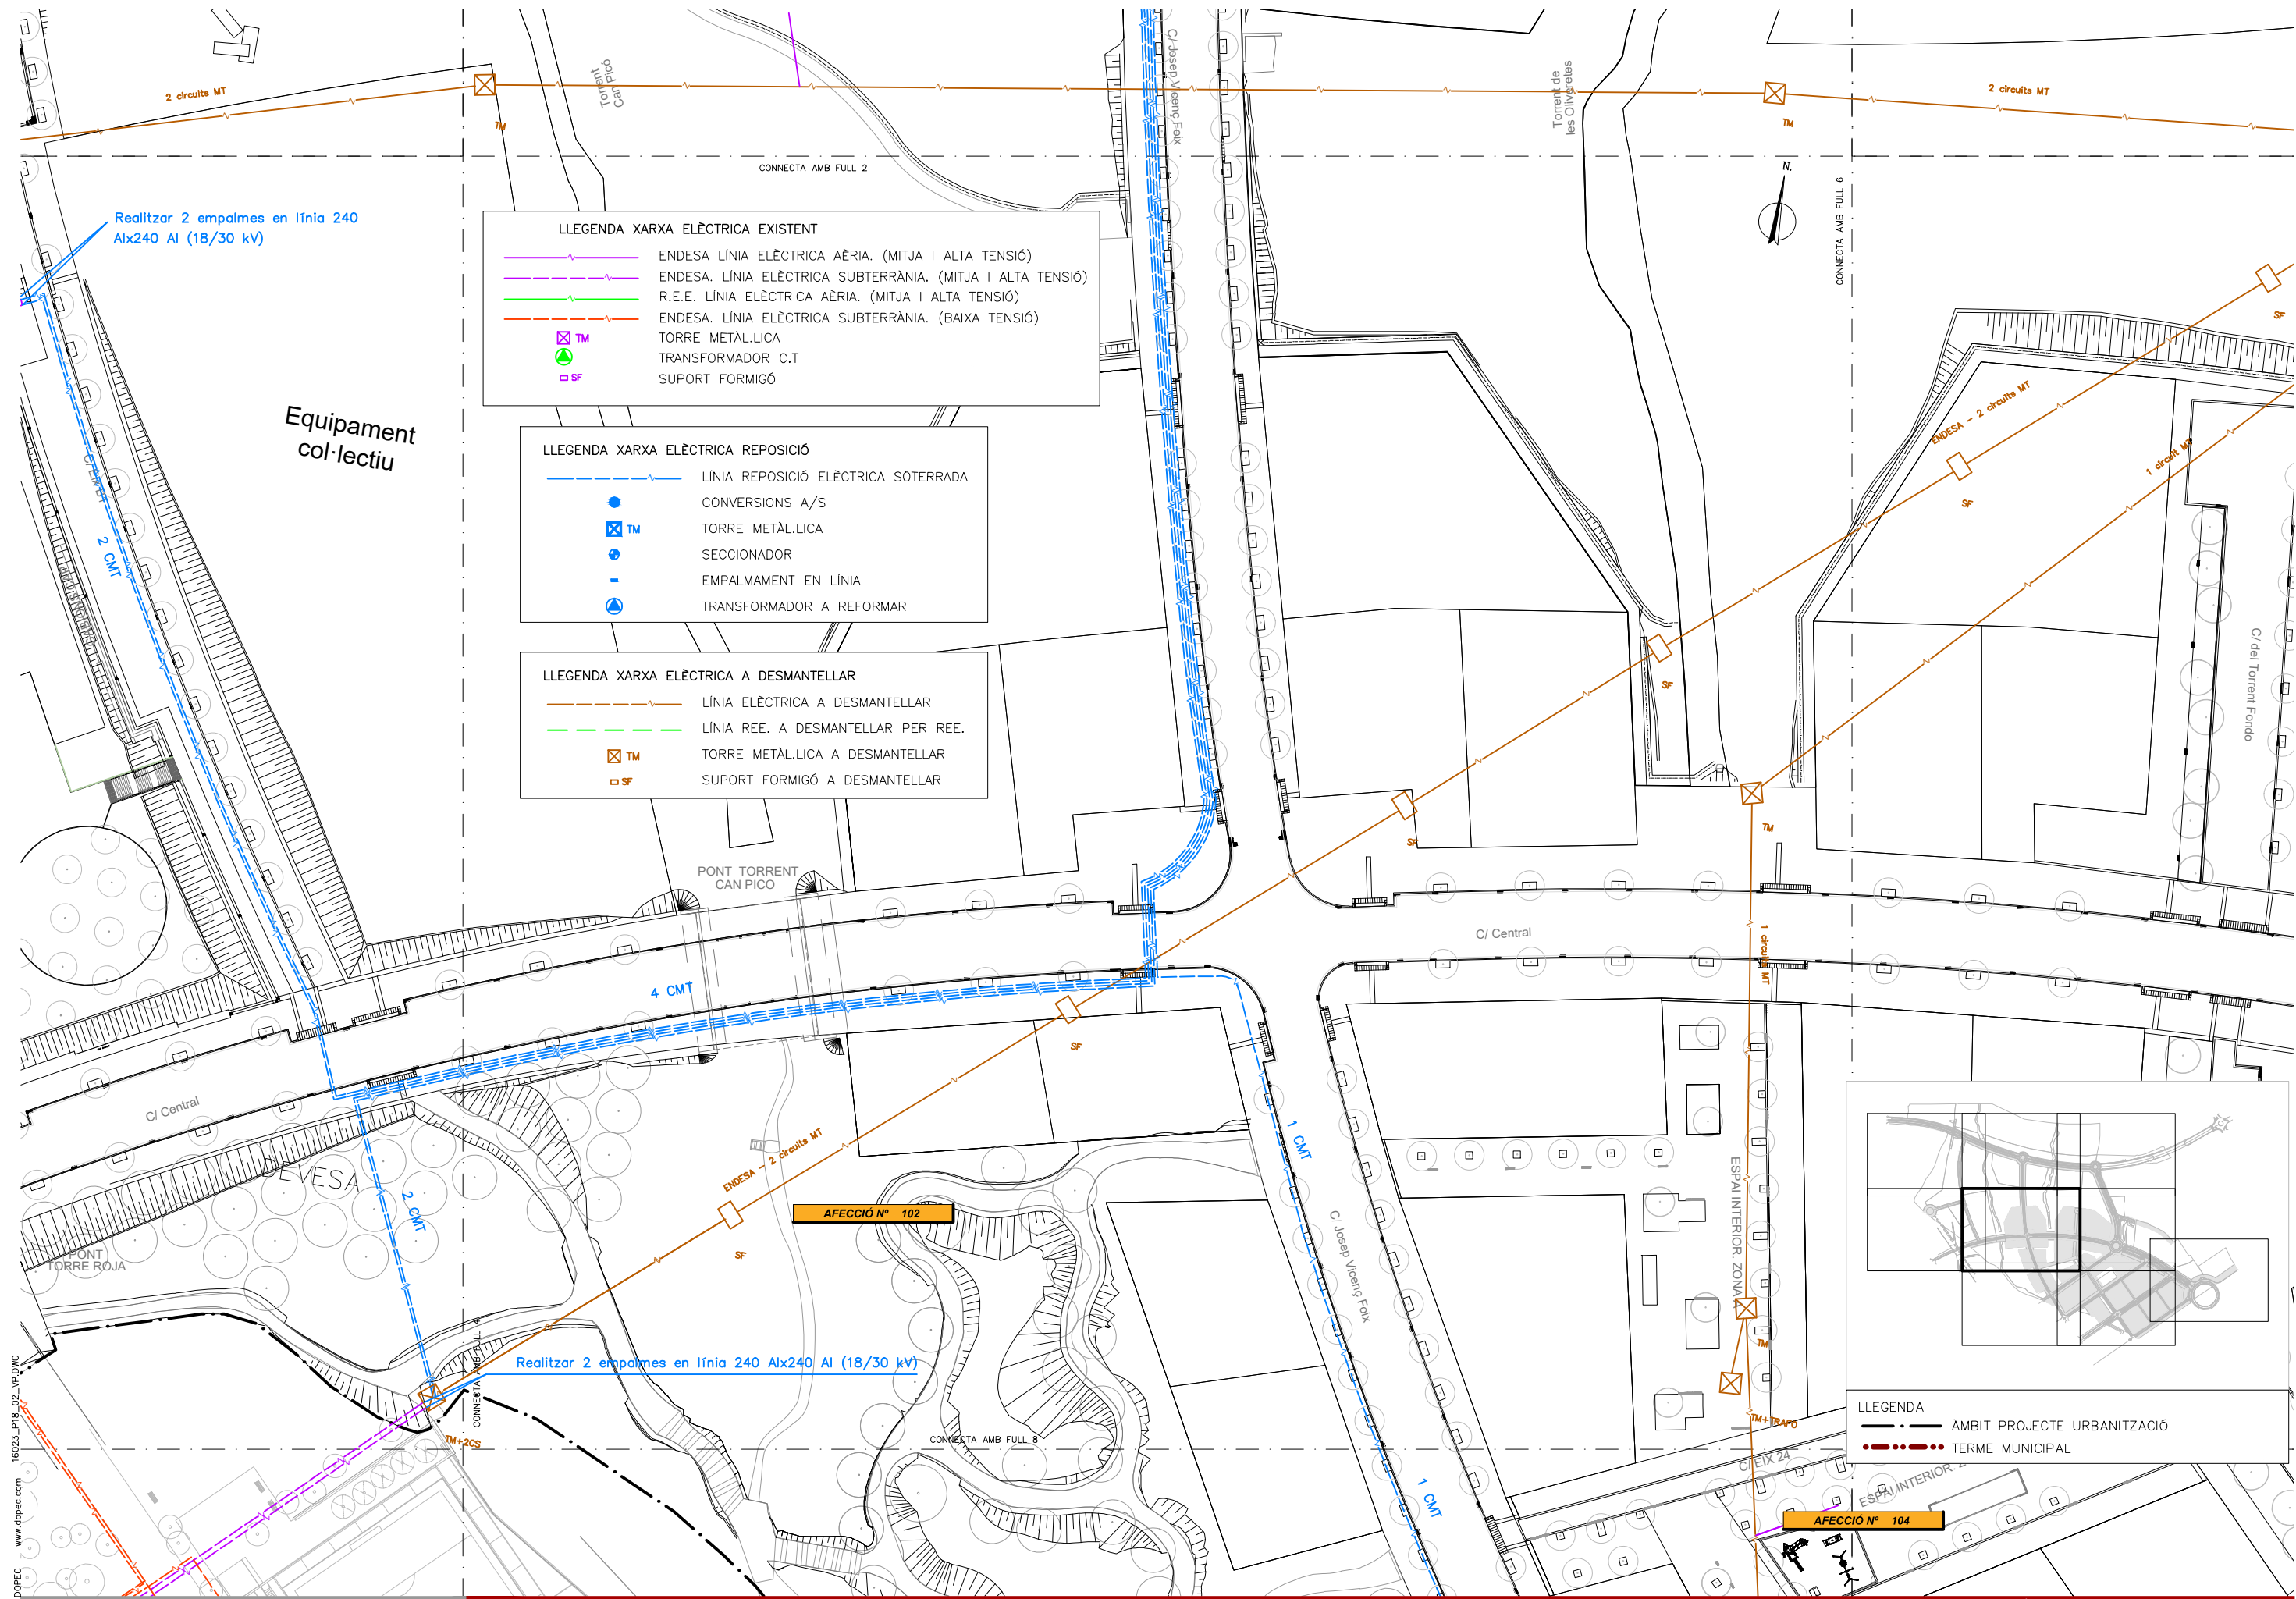 2 circuits MT
TM
Torrent
Can Picó
CONNECTA AMB FULL 2
C/ Josep Vicenç Foix
Torrent de
les Oliveretes
TM
2 circuits MT
N.
CONNECTA AMB FULL 6
Realitzar 2 empalmes en línia 240
Alx240 Al (18/30 kV)
LLEGENDA XARXA ELÈCTRICA EXISTENT
ENDESA LÍNIA ELÈCTRICA AÈRIA. (MITJA I ALTA TENSIÓ)
ENDESA. LÍNIA ELÈCTRICA SUBTERRÀNIA. (MITJA I ALTA TENSIÓ)
R.E.E. LÍNIA ELÈCTRICA AÈRIA. (MITJA I ALTA TENSIÓ)
ENDESA. LÍNIA ELÈCTRICA SUBTERRÀNIA. (BAIXA TENSIÓ)
TM TORRE METÀL.LICA
TRANSFORMADOR C.T
SF SUPORT FORMIGÓ
Equipament
col·lectiu
LLEGENDA XARXA ELÈCTRICA REPOSICIÓ
LÍNIA REPOSICIÓ ELÈCTRICA SOTERRADA
CONVERSIONS A/S
TM TORRE METÀL.LICA
SECCIONADOR
EMPALMAMENT EN LÍNIA
TRANSFORMADOR A REFORMAR
LLEGENDA XARXA ELÈCTRICA A DESMANTELLAR
LÍNIA ELÈCTRICA A DESMANTELLAR
LÍNIA REE. A DESMANTELLAR PER REE.
TM TORRE METÀL.LICA A DESMANTELLAR
SF SUPORT FORMIGÓ A DESMANTELLAR
2 CMT
SF
ENDESA - 2 circuits MT
1 circuit MT
SF
SF
C/ del Torrent Fondo
TM
SF
PONT TORRENT
CAN PICO
C/ Central
1 circuit MT
4 CMT
SF
C/ Central
DEVESA
2 CMT
ENDESA - 2 circuits MT
SF
AFECCIÓ Nº 102
1 CMT
C/ Josep Vicenç Foix
ESPAI INTERIOR. ZONA
PONT
TORRE ROJA
Realitzar 2 empalmes en línia 240 Alx240 Al (18/30 kV)
CONNECTA AMB FULL 4
TM+2CS
CONNECTA AMB FULL 8
1 CMT
TM
TM+TRAFO
C/ EIX 24
ESPAI INTERIOR.
AFECCIÓ Nº 104
LLEGENDA
ÀMBIT PROJECTE URBANITZACIÓ
TERME MUNICIPAL
DOPEC www.dopec.com 16023_P18_02_VP.DWG